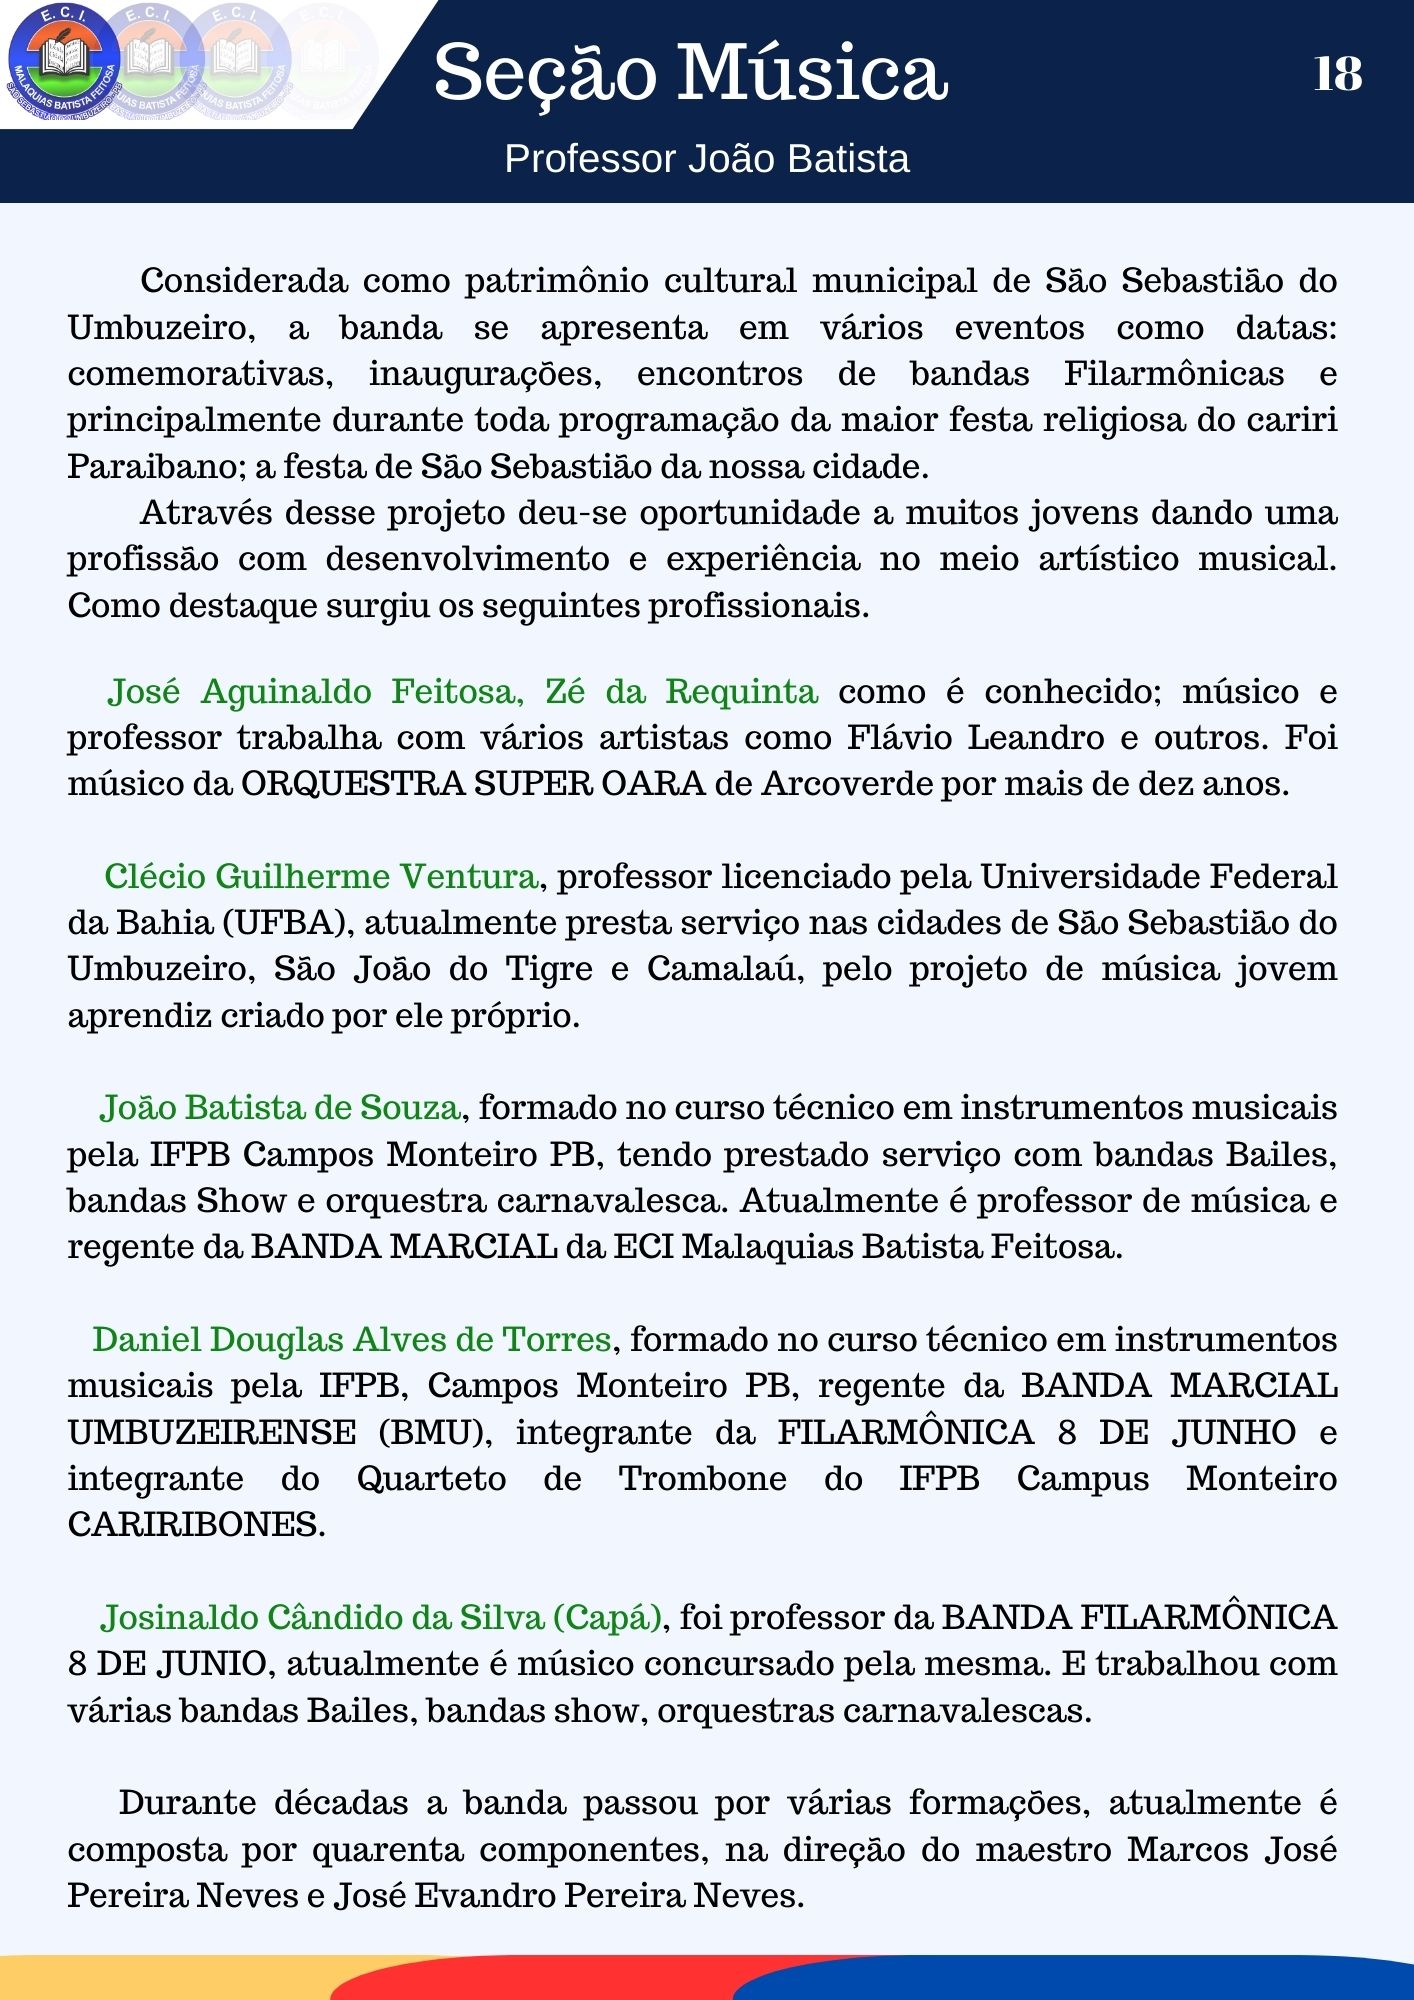 E. C. I.
MALAQUIAS BATISTA FEITOSA
Seção Música
18
Professor João Batista
Considerada como patrimônio cultural municipal de São Sebastião do
Umbuzeiro, a banda se apresenta em vários eventos como datas:
comemorativas, inaugurações, encontros de bandas Filarmônicas e
principalmente durante toda programação da maior festa religiosa do cariri
Paraibano; a festa de São Sebastião da nossa cidade.
Através desse projeto deu-se oportunidade a muitos jovens dando uma
profissão com desenvolvimento e experiência no meio artístico musical.
Como destaque surgiu os seguintes profissionais.
José Aguinaldo Feitosa, Zé da Requinta como é conhecido; músico e
professor trabalha com vários artistas como Flávio Leandro e outros. Foi
músico da ORQUESTRA SUPER OARA de Arcoverde por mais de dez anos.
Clécio Guilherme Ventura, professor licenciado pela Universidade Federal
da Bahia (UFBA), atualmente presta serviço nas cidades de São Sebastião do
Umbuzeiro, São João do Tigre e Camalaú, pelo projeto de música jovem
aprendiz criado por ele próprio.
João Batista de Souza, formado no curso técnico em instrumentos musicais
pela IFPB Campos Monteiro PB, tendo prestado serviço com bandas Bailes,
bandas Show e orquestra carnavalesca. Atualmente é professor de música e
regente da BANDA MARCIAL da ECI Malaquias Batista Feitosa.
Daniel Douglas Alves de Torres, formado no curso técnico em instrumentos
musicais pela IFPB, Campos Monteiro PB, regente da BANDA MARCIAL
UMBUZEIRENSE (BMU), integrante da FILARMÔNICA 8 DE JUNHO e
integrante do Quarteto de Trombone do IFPB Campus Monteiro
CARIRIBONES.
Josinaldo Cândido da Silva (Capá), foi professor da BANDA FILARMÔNICA
8 DE JUNIO, atualmente é músico concursado pela mesma. E trabalhou com
várias bandas Bailes, bandas show, orquestras carnavalescas.
Durante décadas a banda passou por várias formações, atualmente é
composta por quarenta componentes, na direção do maestro Marcos José
Pereira Neves e José Evandro Pereira Neves.